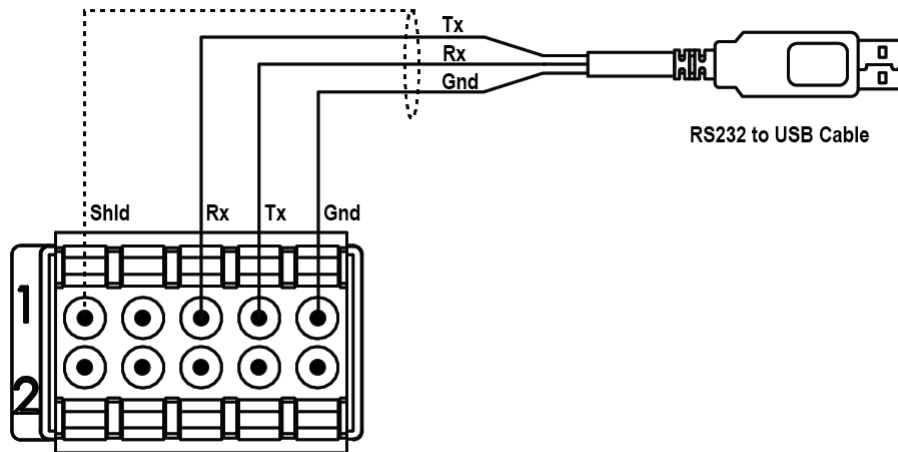 Tx
Rx
Gnd
RS232 to USB Cable
Shld Rx Tx Gnd
1
2